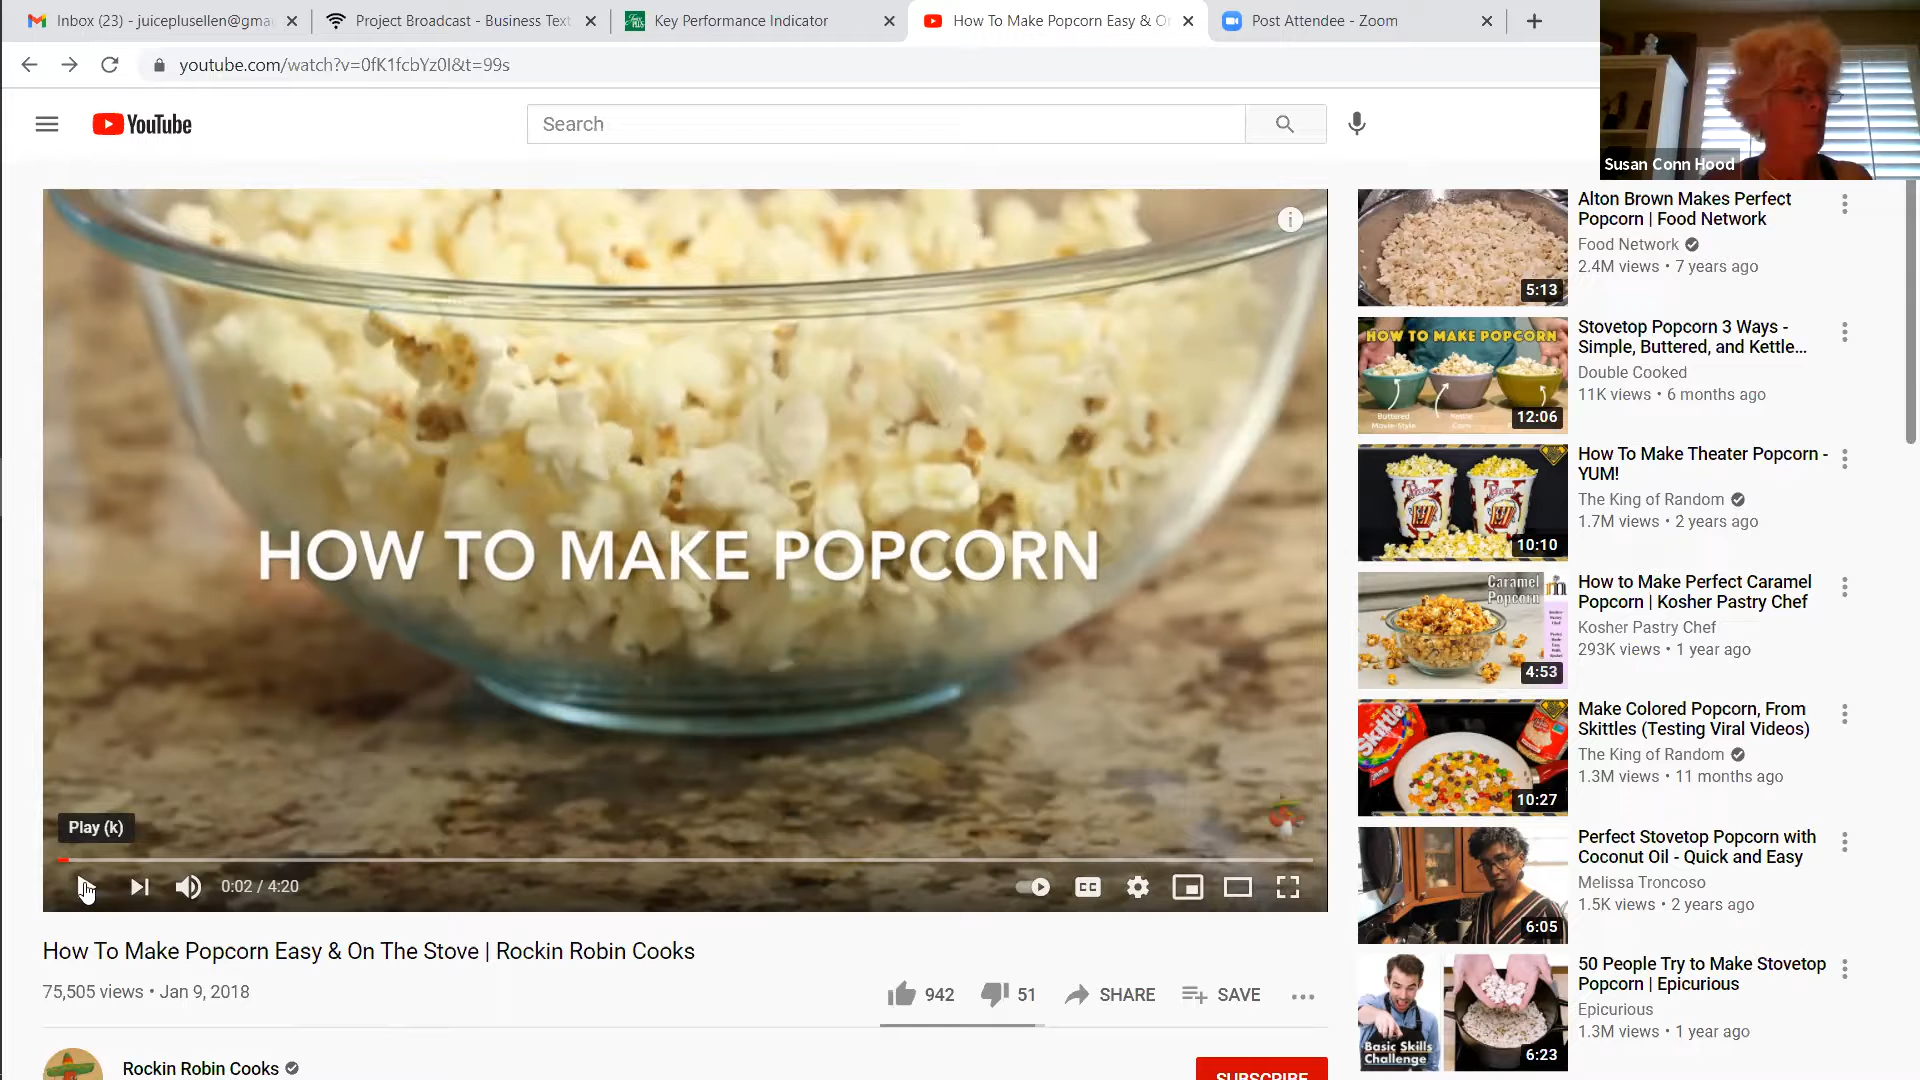 Inbox (23) - juiceplusellen@gma
Project Broadcast - Business Text
Key Performance Indicator
How To Make Popcorn Easy & O
Post Attendee - Zoom
youtube.com/watch?v=0fK1fcbYz0I&t=99s
YouTube
Search
Susan Conn Hood
HOW TO MAKE POPCORN
Play (k)
0:02 / 4:20
CC
How To Make Popcorn Easy & On The Stove | Rockin Robin Cooks
75,505 views • Jan 9, 2018
942
51
SHARE
SAVE
Rockin Robin Cooks
SUBSCRIBE
5:13
Alton Brown Makes Perfect
Popcorn | Food Network
Food Network
2.4M views • 7 years ago
HOW TO MAKE POPCORN
Buttered
Movie-Style
12:06
Stovetop Popcorn 3 Ways -
Simple, Buttered, and Kettle...
Double Cooked
11K views • 6 months ago
10:10
How To Make Theater Popcorn -
YUM!
The King of Random
1.7M views • 2 years ago
Caramel
Popcorn
4:53
How to Make Perfect Caramel
Popcorn | Kosher Pastry Chef
Kosher Pastry Chef
293K views • 1 year ago
Skittles
10:27
Make Colored Popcorn, From
Skittles (Testing Viral Videos)
The King of Random
1.3M views • 11 months ago
6:05
Perfect Stovetop Popcorn with
Coconut Oil - Quick and Easy
Melissa Troncoso
1.5K views • 2 years ago
Basic Skills
Challenge
6:23
50 People Try to Make Stovetop
Popcorn | Epicurious
Epicurious
1.3M views • 1 year ago